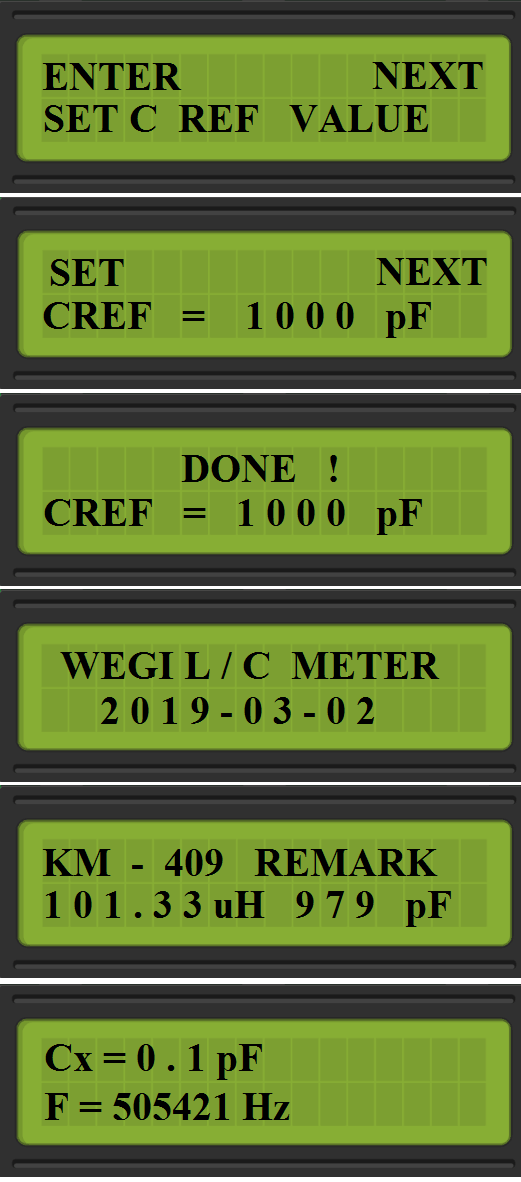 ENTER NEXT
SET C REF VALUE
SET NEXT
CREF = 1000 pF
DONE !
CREF = 1000 pF
WEGI L / C METER
2019-03-02
KM - 409 REMARK
101.33uH 979 pF
Cx = 0.1 pF
F = 505421 Hz